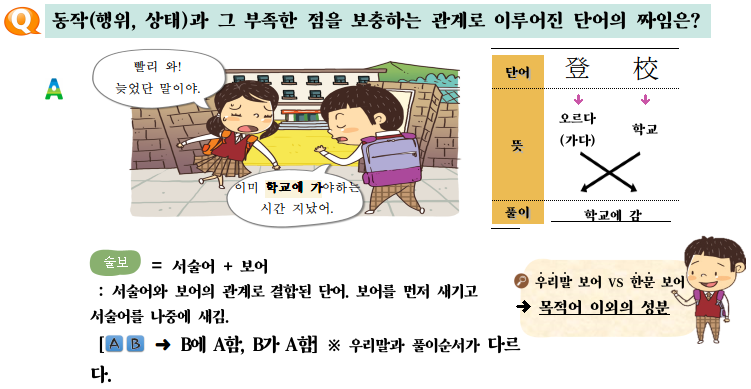 Q 동작(행위, 상태)과 그 부족한 점을 보충하는 관계로 이루어진 단어의 짜임은?
A
빨리 와!
늦었단 말이야.
이미 학교에 가야하는
시간 지났어.
단어 登 校
뜻 오르다 (가다) 학교
풀이 학교에 감
술보 = 서술어 + 보어
: 서술어와 보어의 관계로 결합된 단어. 보어를 먼저 새기고
서술어를 나중에 새김.
[A B ➔ B에 A함, B가 A함] ※ 우리말과 풀이순서가 다르
다.
우리말 보어 VS 한문 보어
➔ 목적어 이외의 성분